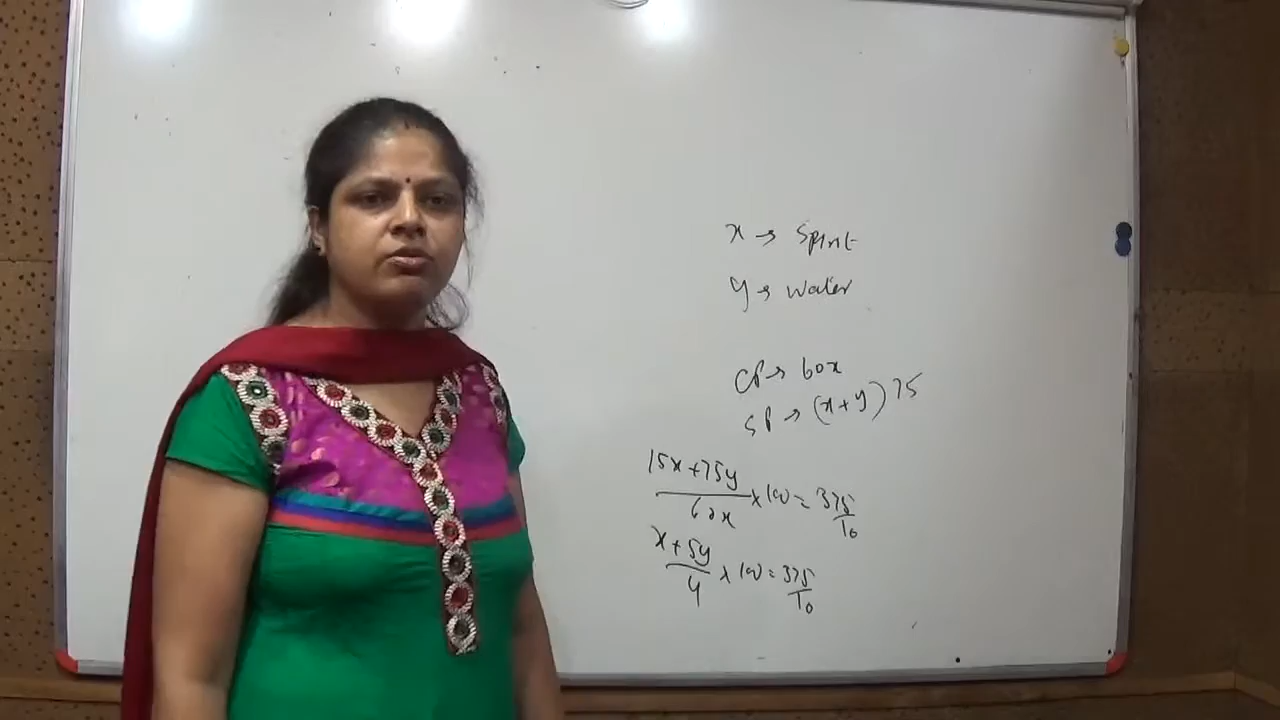 x → Spirit
y → water
CP → 60x
SP → (x+y) 75
15x+75y / 60x × 100 = 375 / 10
x+5y / 4 × 100 = 375 / 10